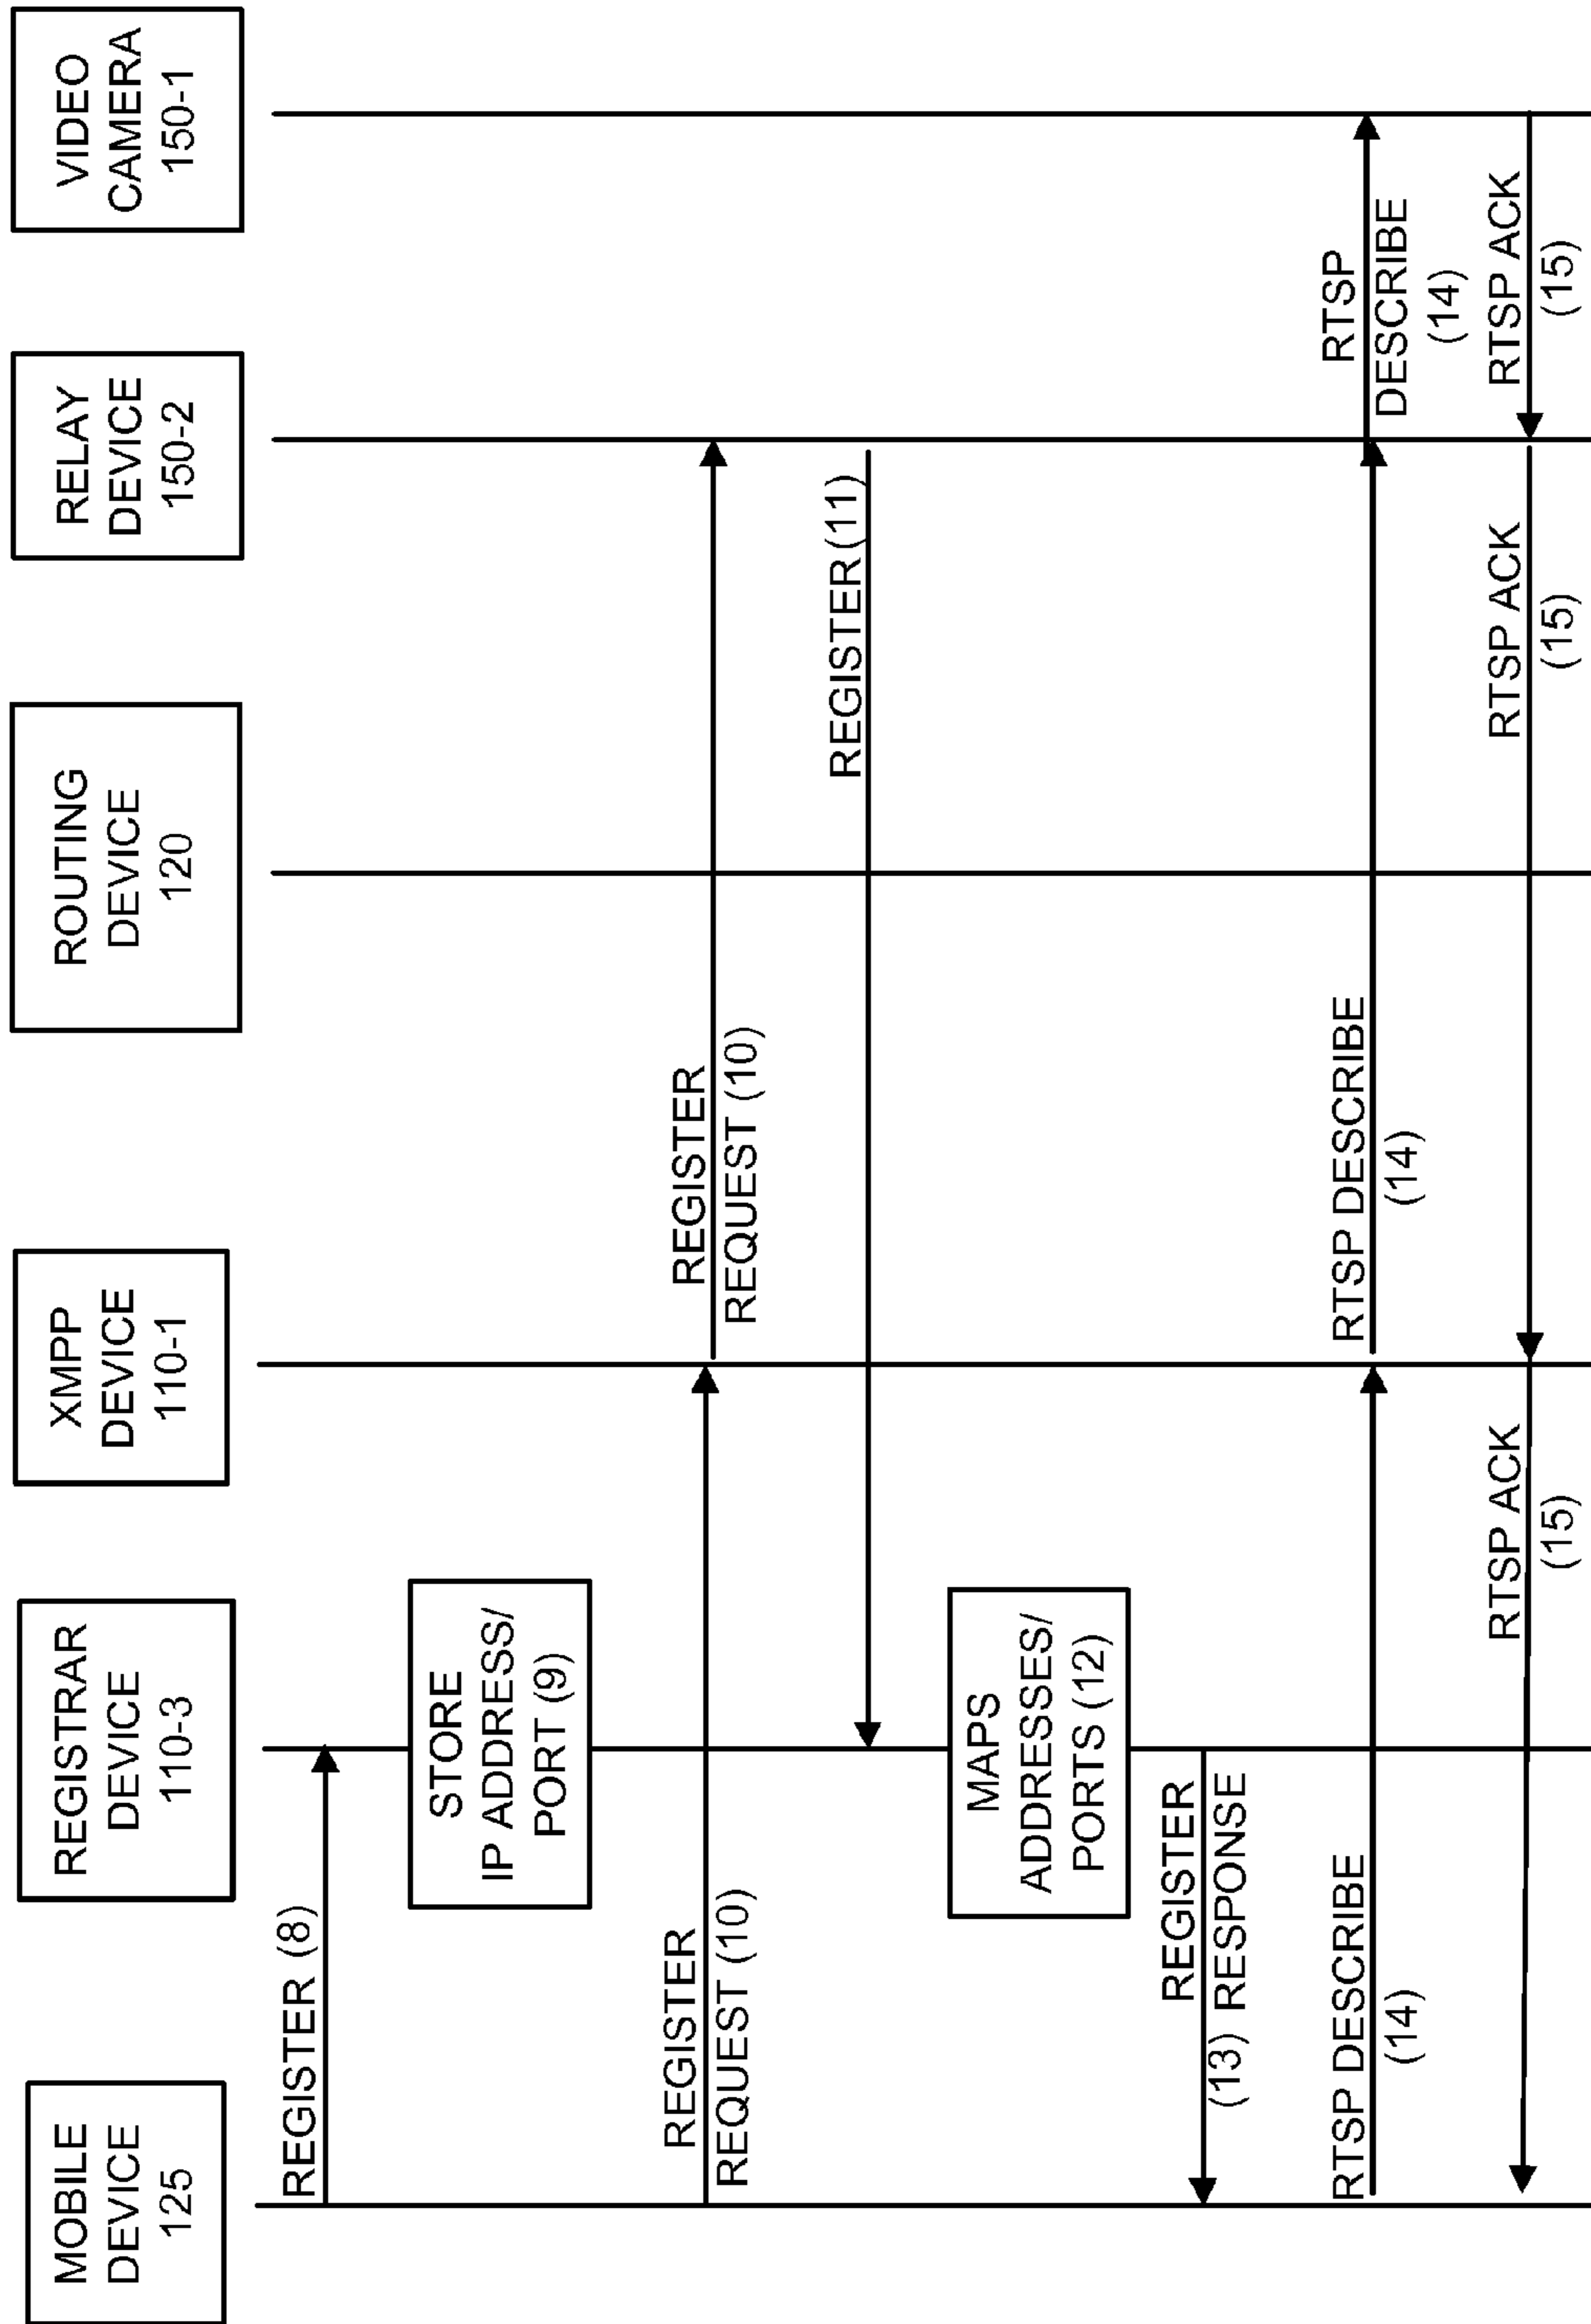 MOBILE
DEVICE
125
REGISTRAR
DEVICE
110-3
XMPP
DEVICE
110-1
ROUTING
DEVICE
120
RELAY
DEVICE
150-2
VIDEO
CAMERA
150-1
REGISTER (8)
STORE
IP ADDRESS/
PORT (9)
REGISTER
REQUEST (10)
REGISTER
REQUEST (10)
REGISTER (11)
MAPS
ADDRESSES/
PORTS (12)
REGISTER
(13) RESPONSE
RTSP DESCRIBE
(14)
RTSP DESCRIBE
(14)
RTSP
DESCRIBE
(14)
RTSP ACK
(15)
RTSP ACK
(15)
RTSP ACK
(15)